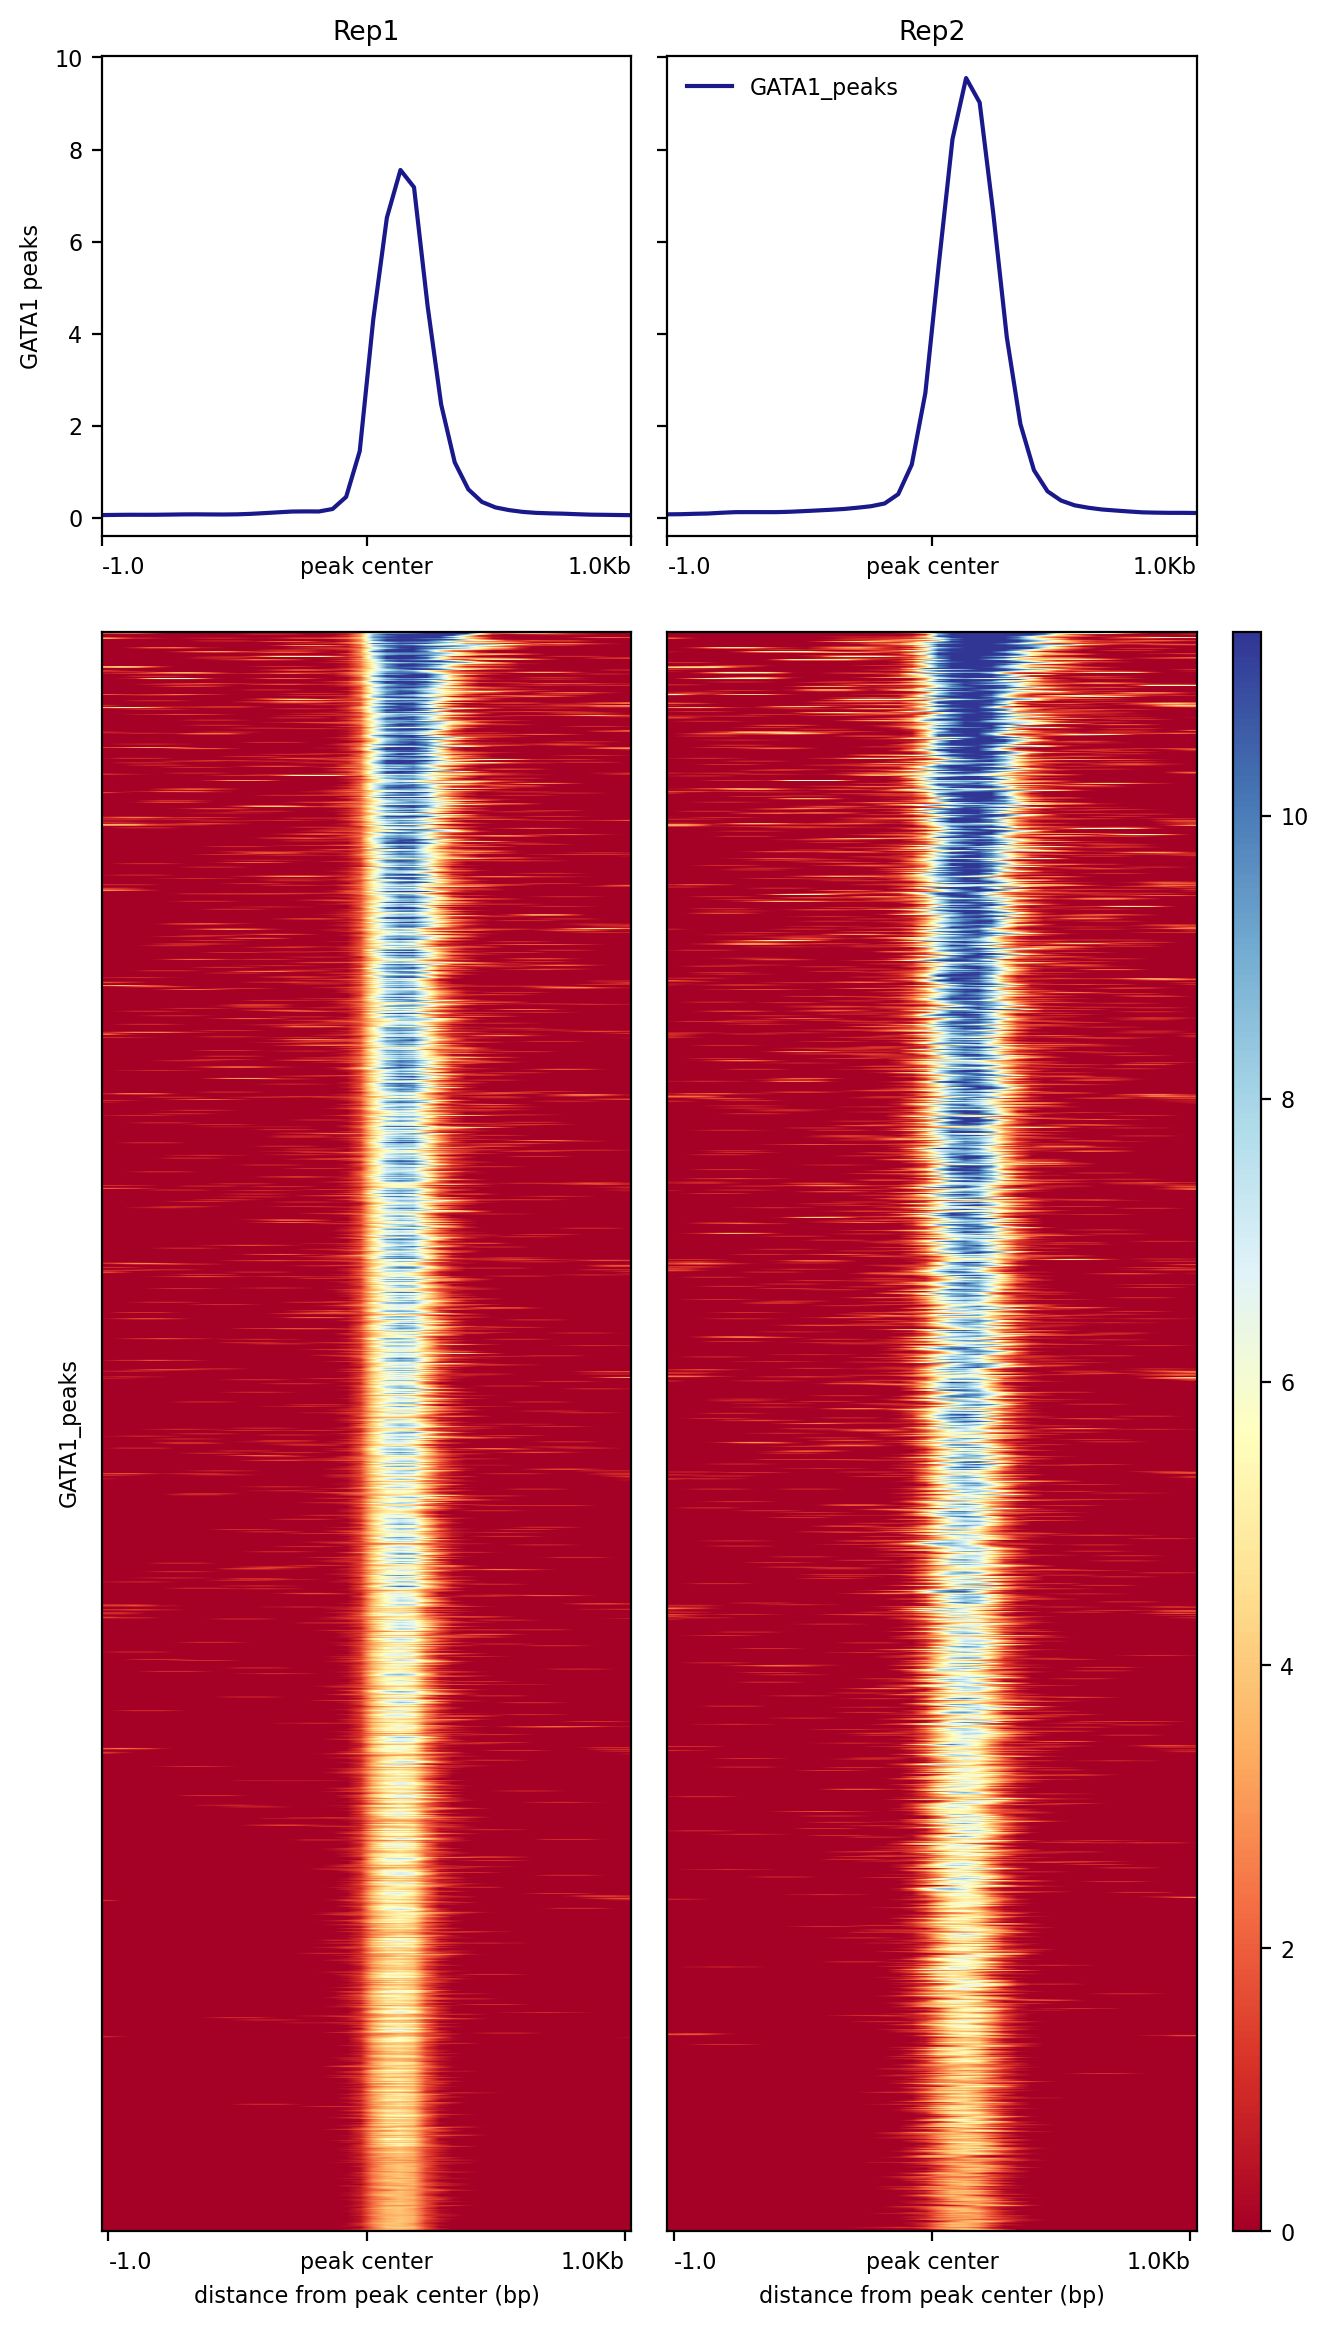 Rep1
Rep2
10
8
6
4
2
0
GATA1 peaks
GATA1_peaks
-1.0
peak center
1.0Kb
-1.0
peak center
1.0Kb
GATA1_peaks
10
8
6
4
2
0
-1.0
peak center
1.0Kb
-1.0
peak center
1.0Kb
distance from peak center (bp)
distance from peak center (bp)